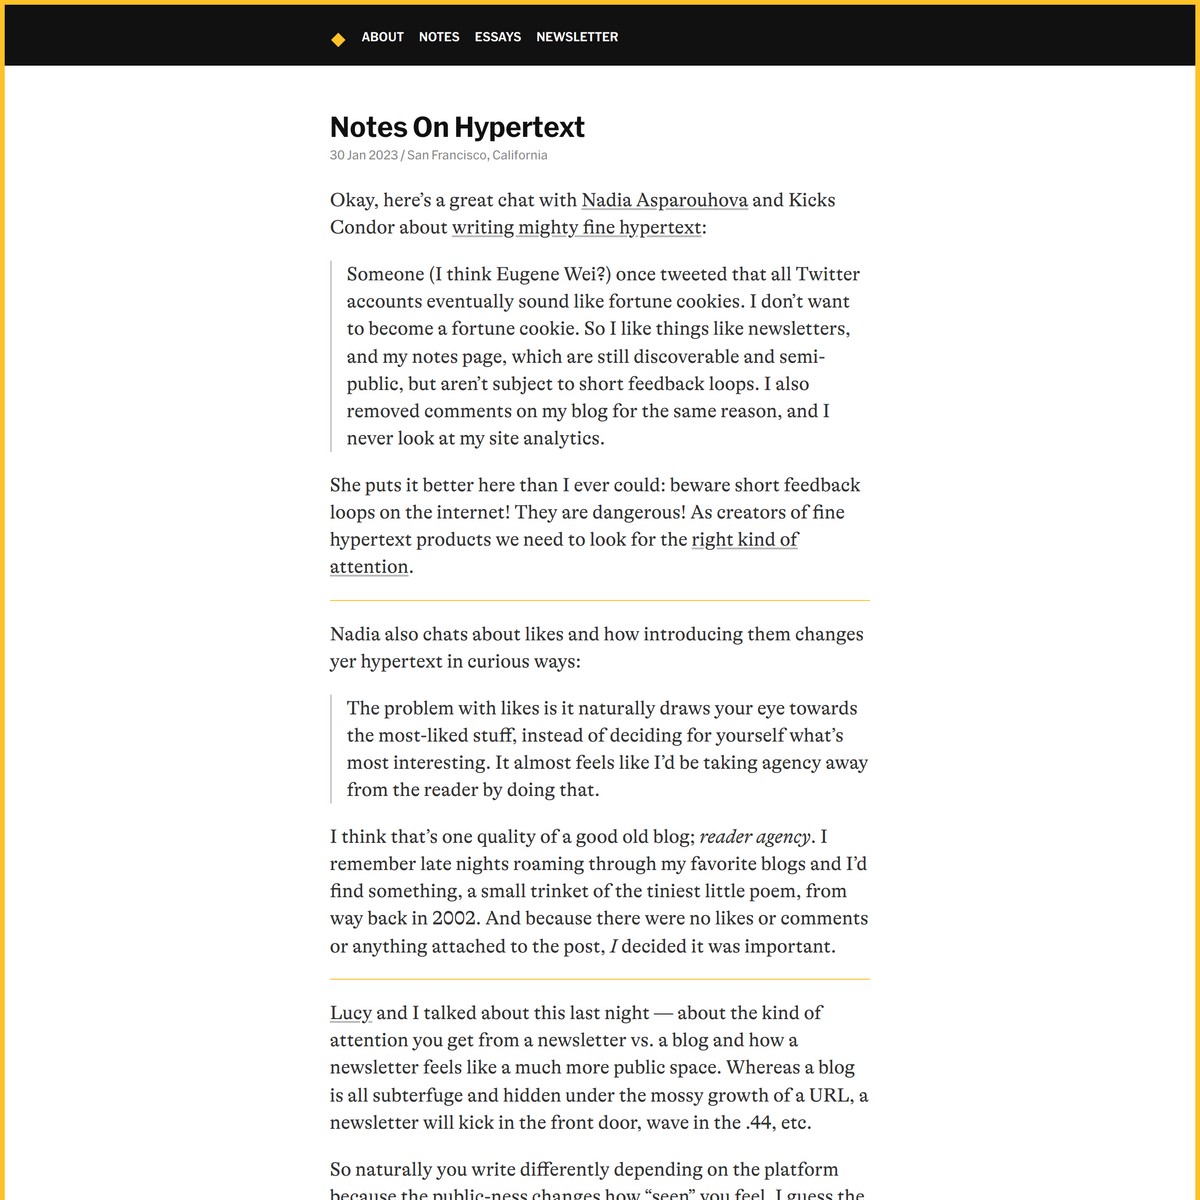 ABOUT NOTES ESSAYS NEWSLETTER
Notes On Hypertext
30 Jan 2023 / San Francisco, California
Okay, here’s a great chat with Nadia Asparouhova and Kicks
Condor about writing mighty fine hypertext:
Someone (I think Eugene Wei?) once tweeted that all Twitter
accounts eventually sound like fortune cookies. I don’t want
to become a fortune cookie. So I like things like newsletters,
and my notes page, which are still discoverable and semi-
public, but aren’t subject to short feedback loops. I also
removed comments on my blog for the same reason, and I
never look at my site analytics.
She puts it better here than I ever could: beware short feedback
loops on the internet! They are dangerous! As creators of fine
hypertext products we need to look for the right kind of
attention.
Nadia also chats about likes and how introducing them changes
yer hypertext in curious ways:
The problem with likes is it naturally draws your eye towards
the most-liked stuff, instead of deciding for yourself what’s
most interesting. It almost feels like I’d be taking agency away
from the reader by doing that.
I think that’s one quality of a good old blog; reader agency. I
remember late nights roaming through my favorite blogs and I’d
find something, a small trinket of the tiniest little poem, from
way back in 2002. And because there were no likes or comments
or anything attached to the post, I decided it was important.
Lucy and I talked about this last night — about the kind of
attention you get from a newsletter vs. a blog and how a
newsletter feels like a much more public space. Whereas a blog
is all subterfuge and hidden under the mossy growth of a URL, a
newsletter will kick in the front door, wave in the .44, etc.
So naturally you write differently depending on the platform
because the public-ness changes how “seen” you feel. I guess the